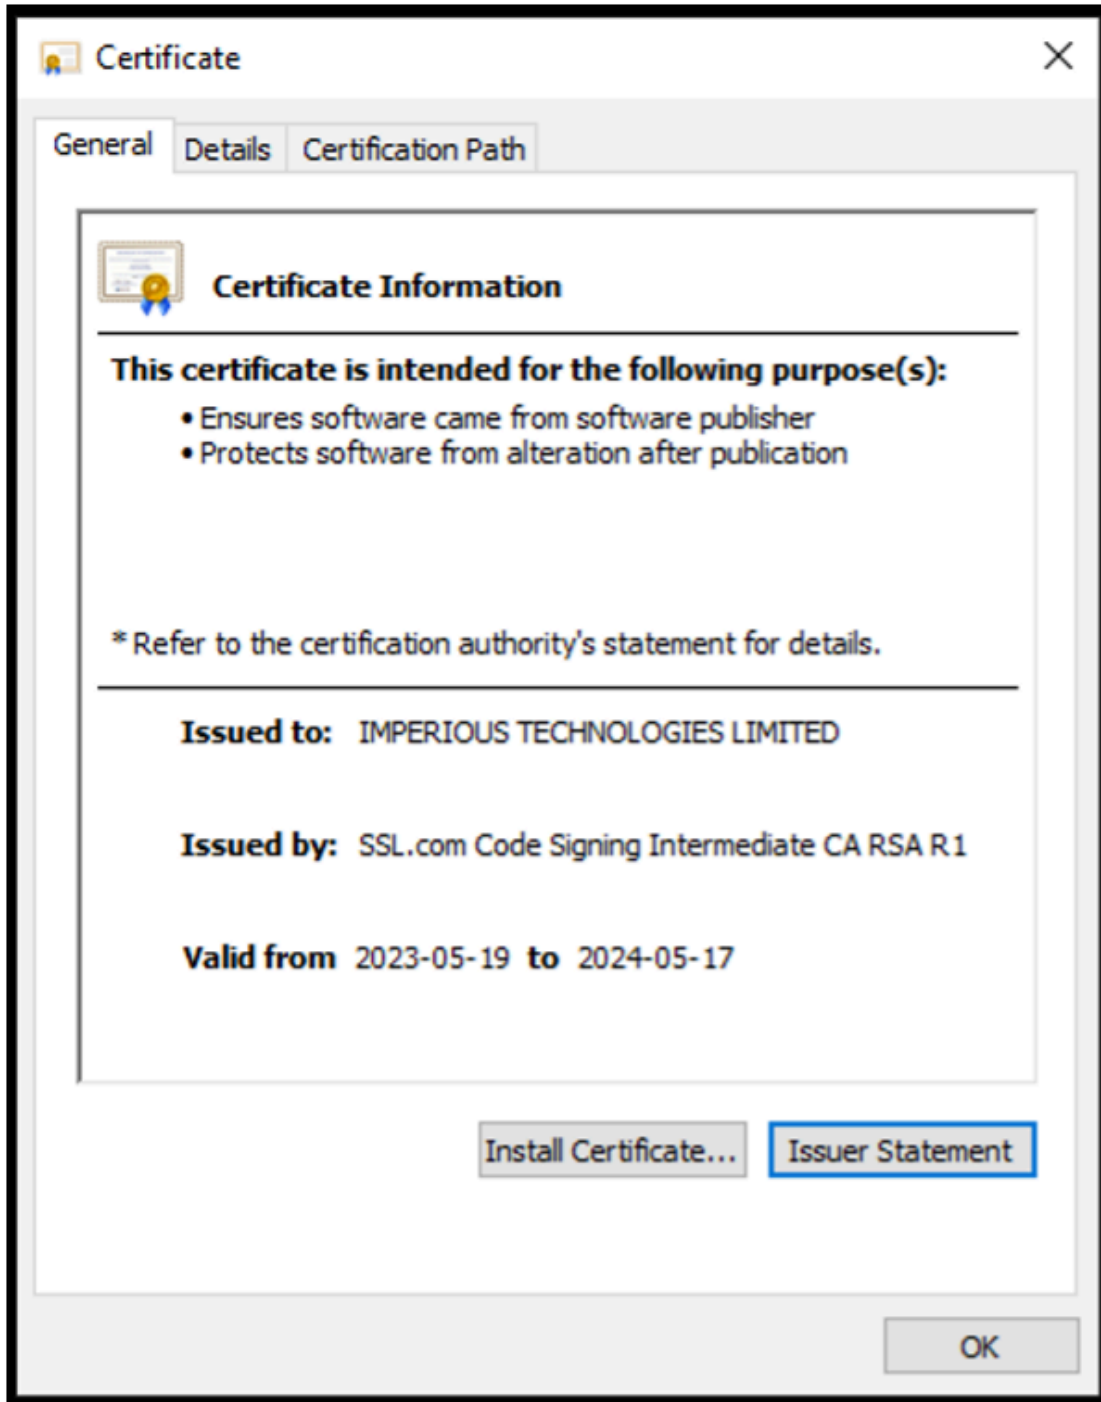 Certificate
General Details Certification Path
Certificate Information
This certificate is intended for the following purpose(s):
• Ensures software came from software publisher
• Protects software from alteration after publication
* Refer to the certification authority's statement for details.
Issued to: IMPERIOUS TECHNOLOGIES LIMITED
Issued by: SSL.com Code Signing Intermediate CA RSA R1
Valid from 2023-05-19 to 2024-05-17
Install Certificate... Issuer Statement
OK